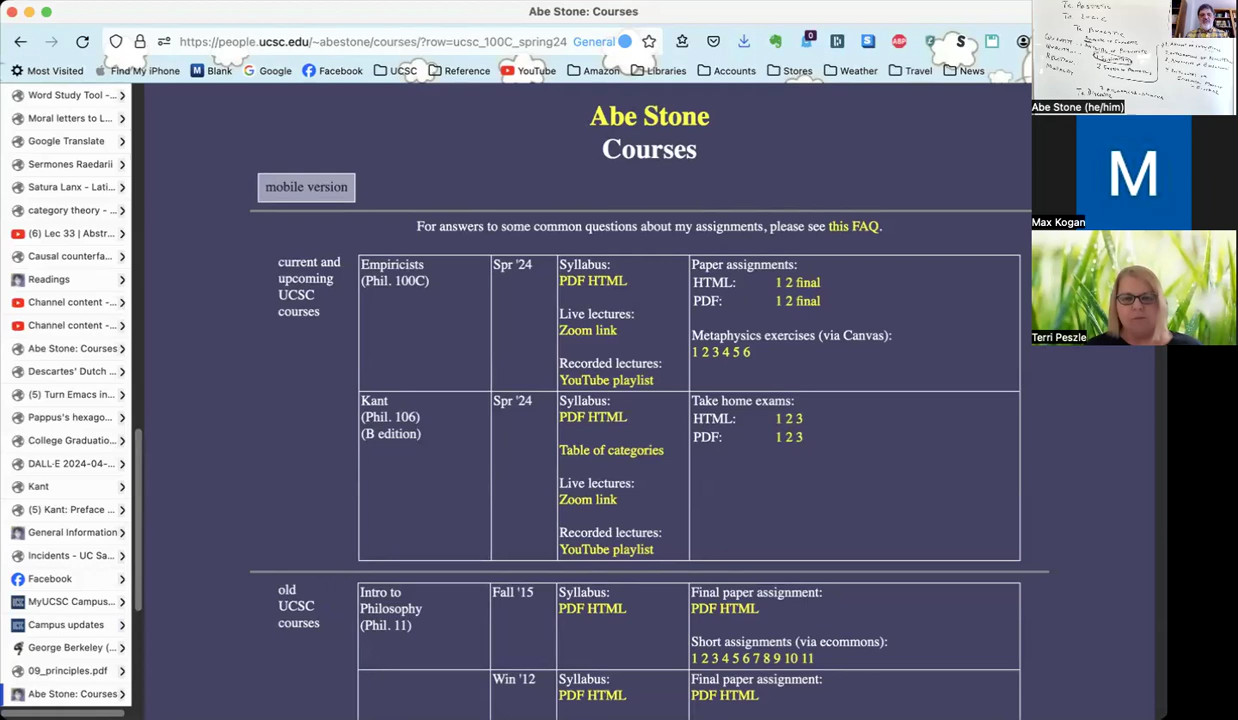 Abe Stone: Courses
https://people.ucsc.edu/~abestone/courses/?row=ucsc_100C_spring24
General
0
ABP
S
Most Visited
Find My iPhone
Blank
Google
Facebook
UCSC
Reference
YouTube
Amazon
Libraries
Accounts
Stores
Weather
Travel
News
Word Study Tool -...
Moral letters to L...
Google Translate
Sermones Raedarii
Satura Lanx - Lati...
category theory -...
(6) Lec 33 | Abstr...
Causal counterfa...
Readings
Channel content -...
Channel content -...
Abe Stone: Courses
Descartes' Dutch ...
(5) Turn Emacs in...
Pappus's hexago...
College Graduatio...
DALL·E 2024-04-...
Kant
(5) Kant: Preface ...
General Information
Incidents - UC Sa...
Facebook
MyUCSC Campus...
Campus updates
George Berkeley (...
09_principles.pdf
Abe Stone: Courses
Abe Stone
Courses
mobile version
For answers to some common questions about my assignments, please see this FAQ.
current and
upcoming
UCSC
courses
Empiricists
(Phil. 100C)
Spr '24
Syllabus:
PDF HTML
Live lectures:
Zoom link
Recorded lectures:
YouTube playlist
Paper assignments:
HTML: 1 2 final
PDF: 1 2 final
Metaphysics exercises (via Canvas):
1 2 3 4 5 6
Kant
(Phil. 106)
(B edition)
Spr '24
Syllabus:
PDF HTML
Table of categories
Live lectures:
Zoom link
Recorded lectures:
YouTube playlist
Take home exams:
HTML: 1 2 3
PDF: 1 2 3
old
UCSC
courses
Intro to
Philosophy
(Phil. 11)
Fall '15
Syllabus:
PDF HTML
Final paper assignment:
PDF HTML
Short assignments (via ecommons):
1 2 3 4 5 6 7 8 9 10 11
Win '12
Syllabus:
PDF HTML
Final paper assignment:
PDF HTML
Abe Stone (he/him)
M
Max Kogan
Terri Peszle